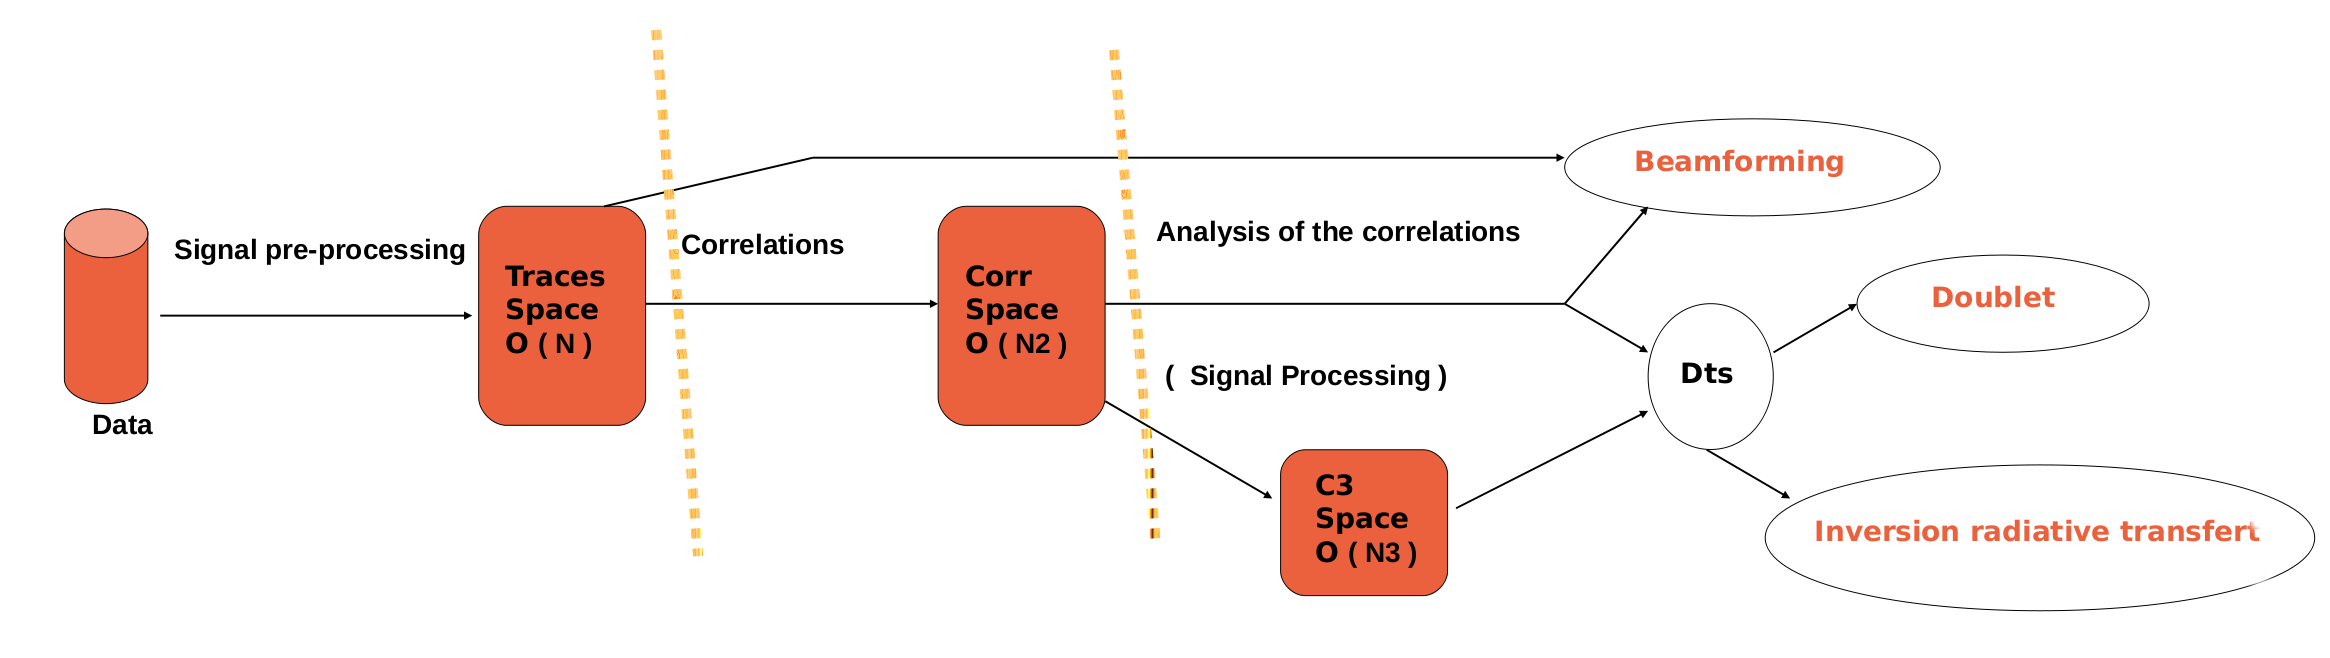 Signal pre-processing
Data
Traces
Space
O ( N )
Correlations
Corr
Space
O ( N2 )
Analysis of the correlations
( Signal Processing )
C3
Space
O ( N3 )
Beamforming
Doublet
Dts
Inversion radiative transfert